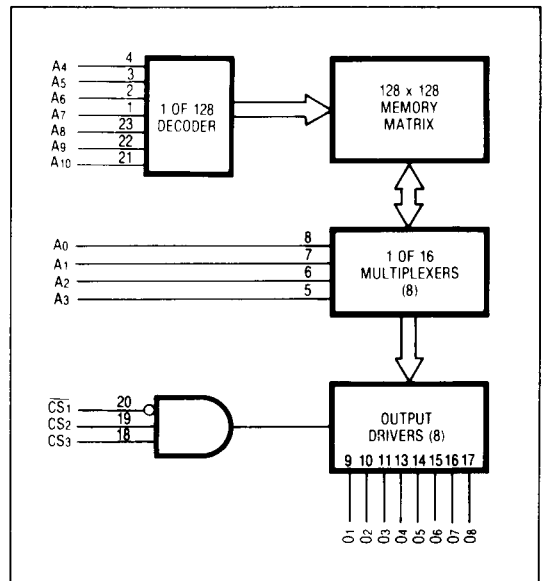 A4 4
A5 3
A6 2
A7 1
A8 23
A9 22
A10 21
1 OF 128
DECODER
128 x 128
MEMORY
MATRIX
A0 8
A1 7
A2 6
A3 5
1 OF 16
MULTIPLEXERS
(8)
C̅S̅1̅ 20
CS2 19
CS3 18
OUTPUT
DRIVERS (8)
9 10 11 13 14 15 16 17
O1 O2 O3 O4 O5 O6 O7 O8